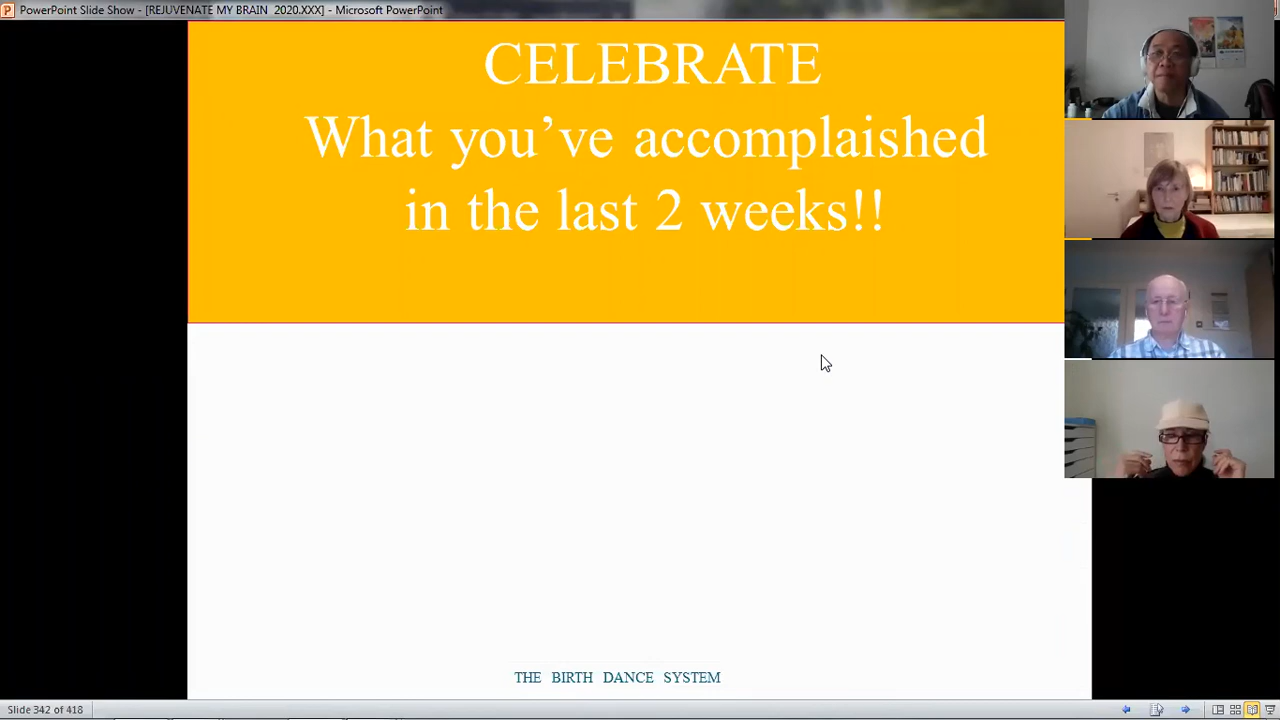 PowerPoint Slide Show - [REJUVENATE MY BRAIN  2020.XXX] - Microsoft PowerPoint
CELEBRATE
What you’ve accomplaished
in the last 2 weeks!!
THE BIRTH DANCE SYSTEM
Slide 342 of 418